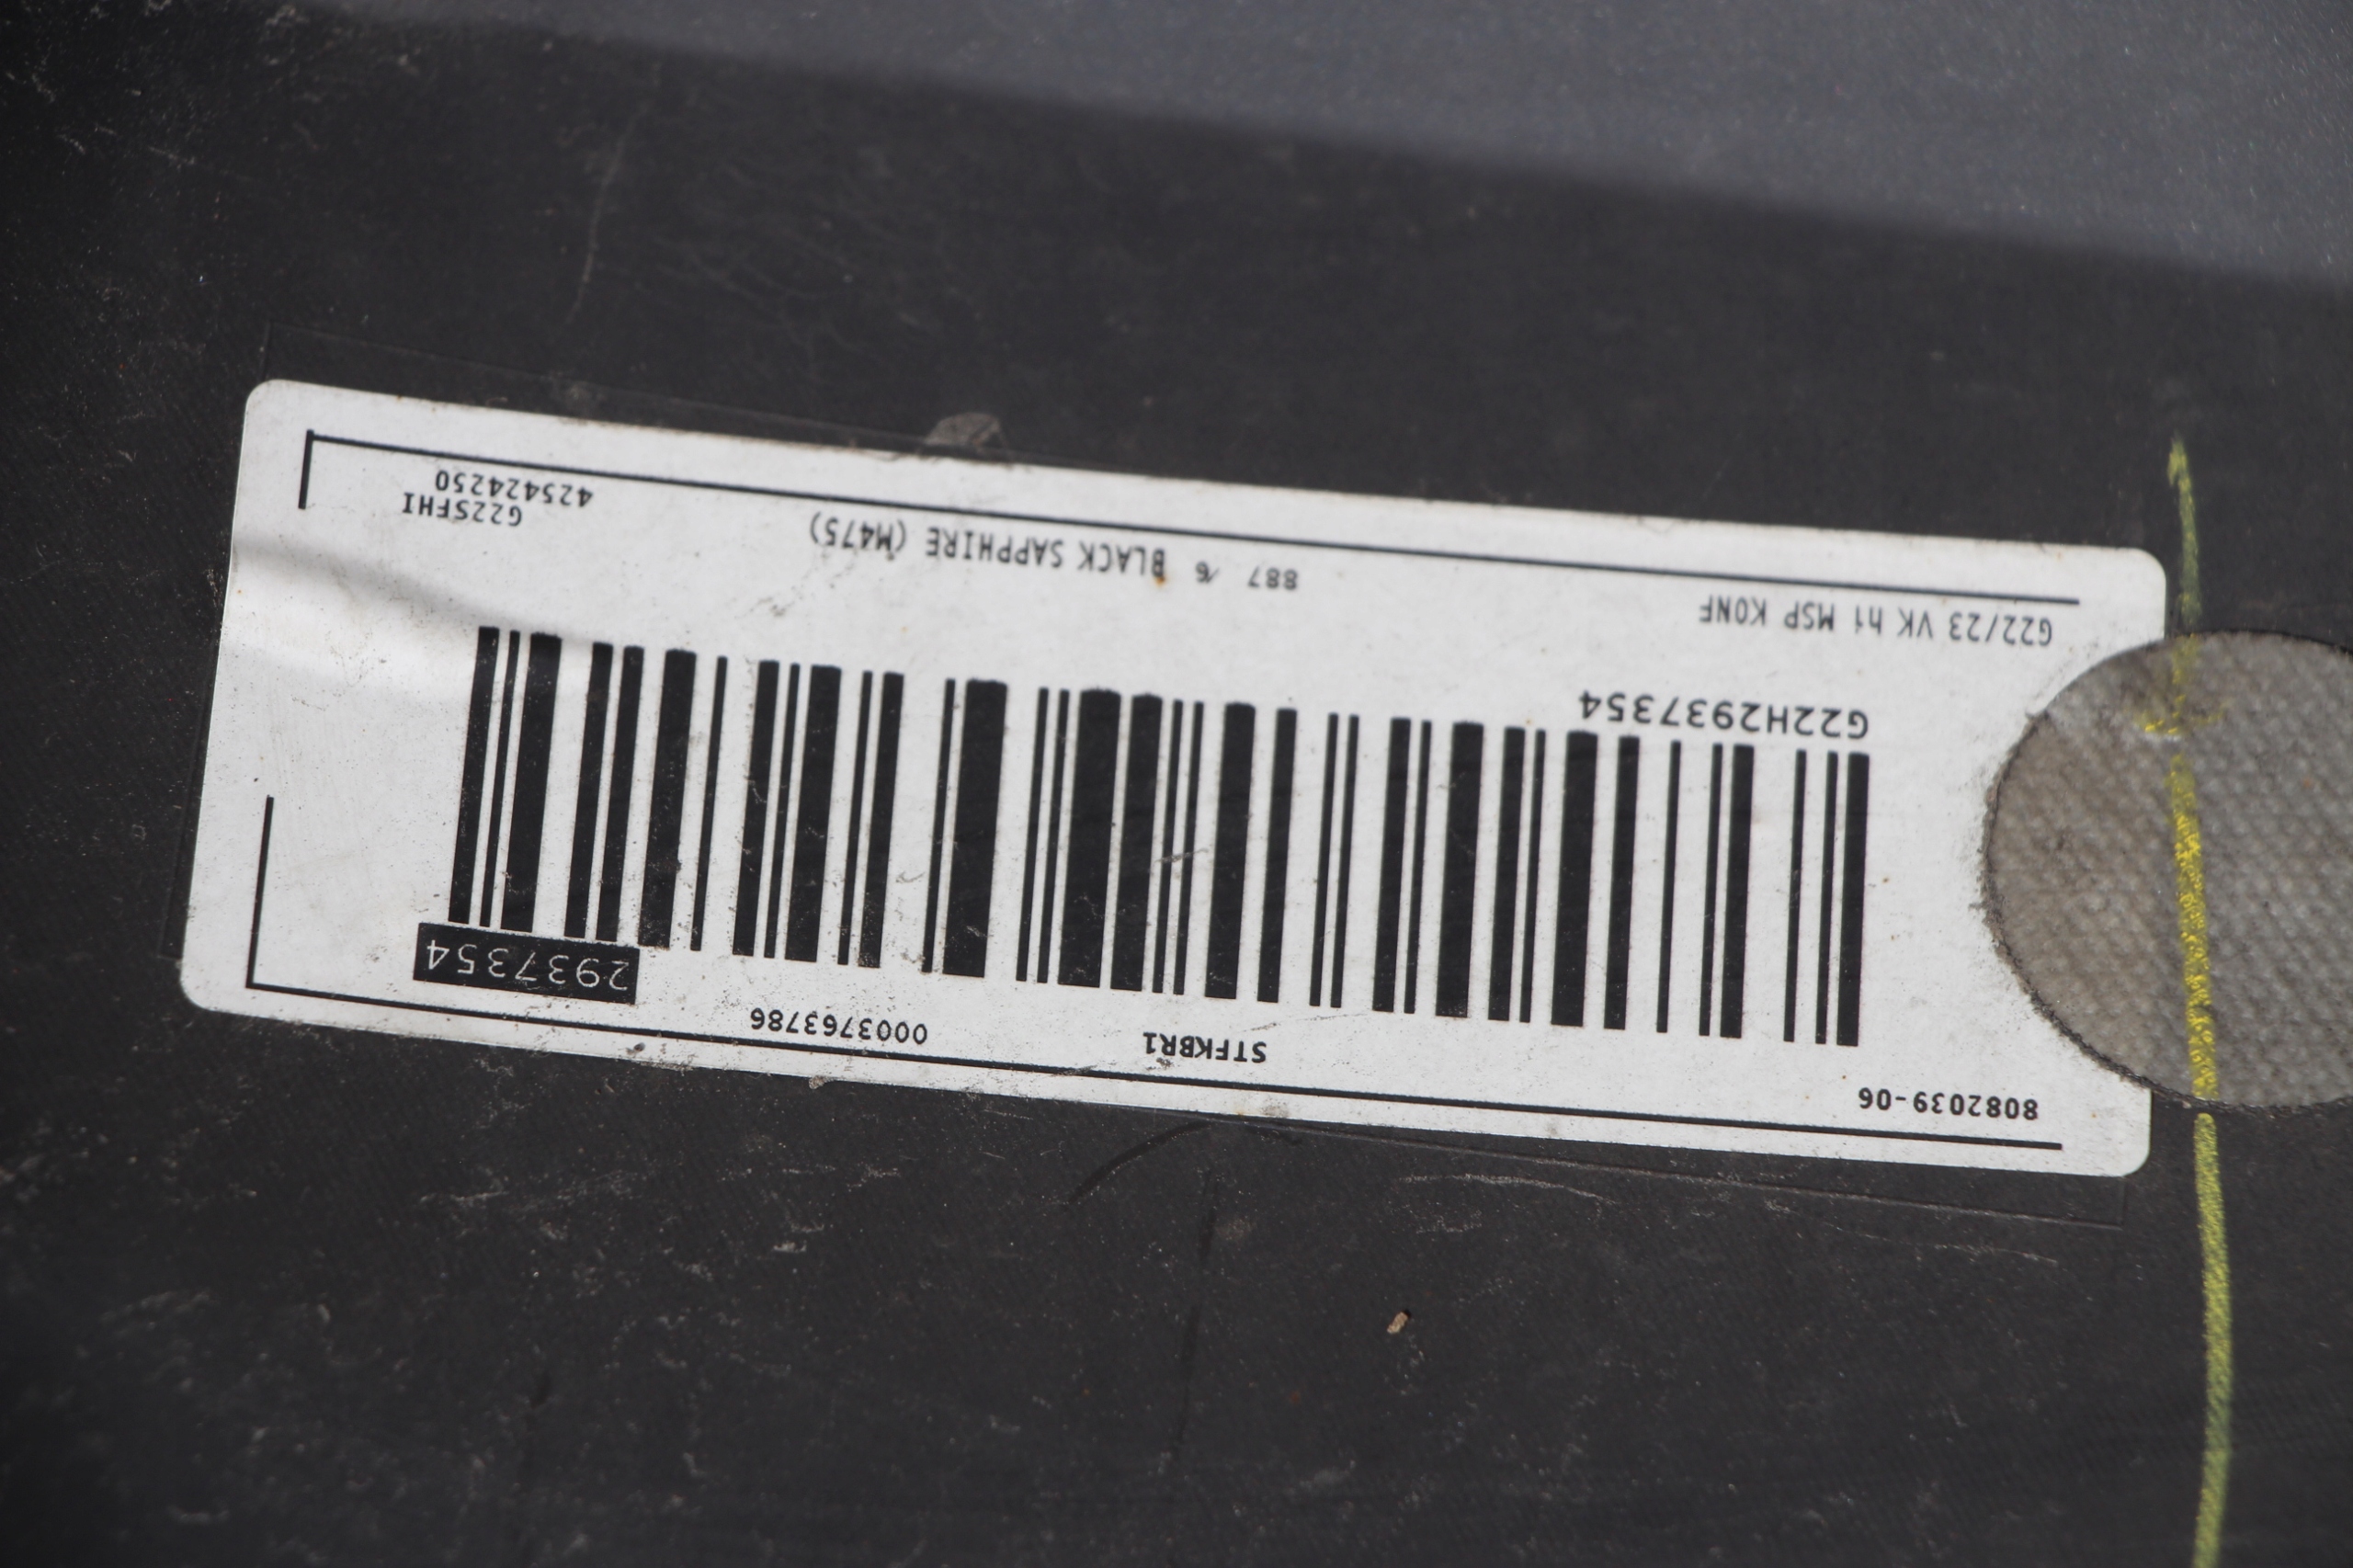 8082039-06 STFKBR1 0003763786
2937354
G22H2937354
G22/23 VK h1 MSP KONF 887 % BLACK SAPPHIRE (M475) G22SFHI
425424250